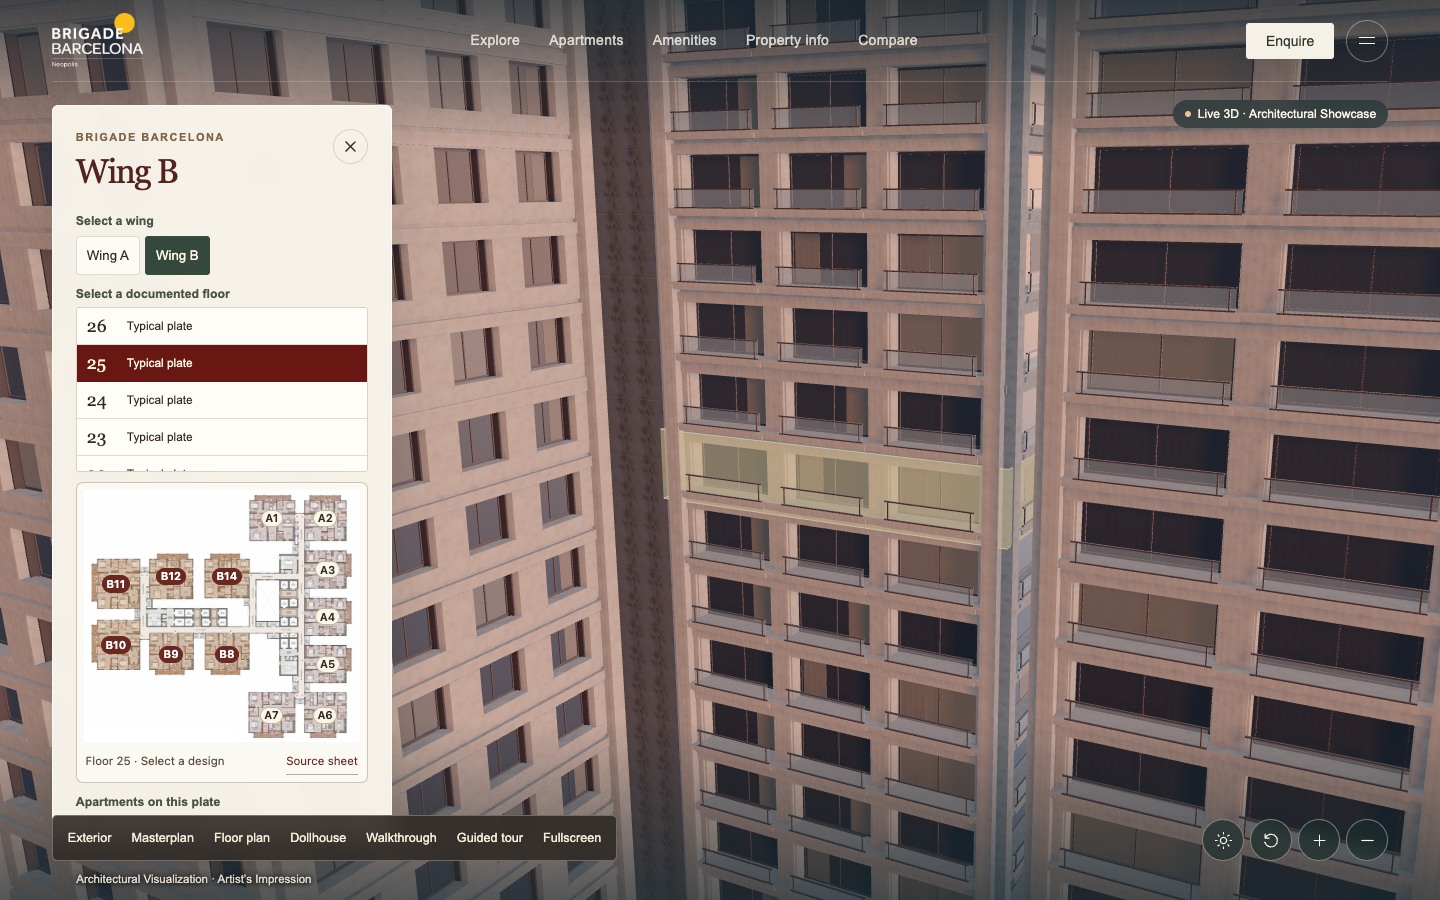 BRIGADE
BARCELONA
Neopolis
Explore
Apartments
Amenities
Property info
Compare
Enquire
Live 3D · Architectural Showcase
BRIGADE BARCELONA
Wing B
Select a wing
Wing A
Wing B
Select a documented floor
26 Typical plate
25 Typical plate
24 Typical plate
23 Typical plate
A1
A2
A3
A4
A5
A6
A7
B11
B12
B14
B10
B9
B8
Floor 25 · Select a design
Source sheet
Apartments on this plate
Exterior
Masterplan
Floor plan
Dollhouse
Walkthrough
Guided tour
Fullscreen
Architectural Visualization · Artist's Impression